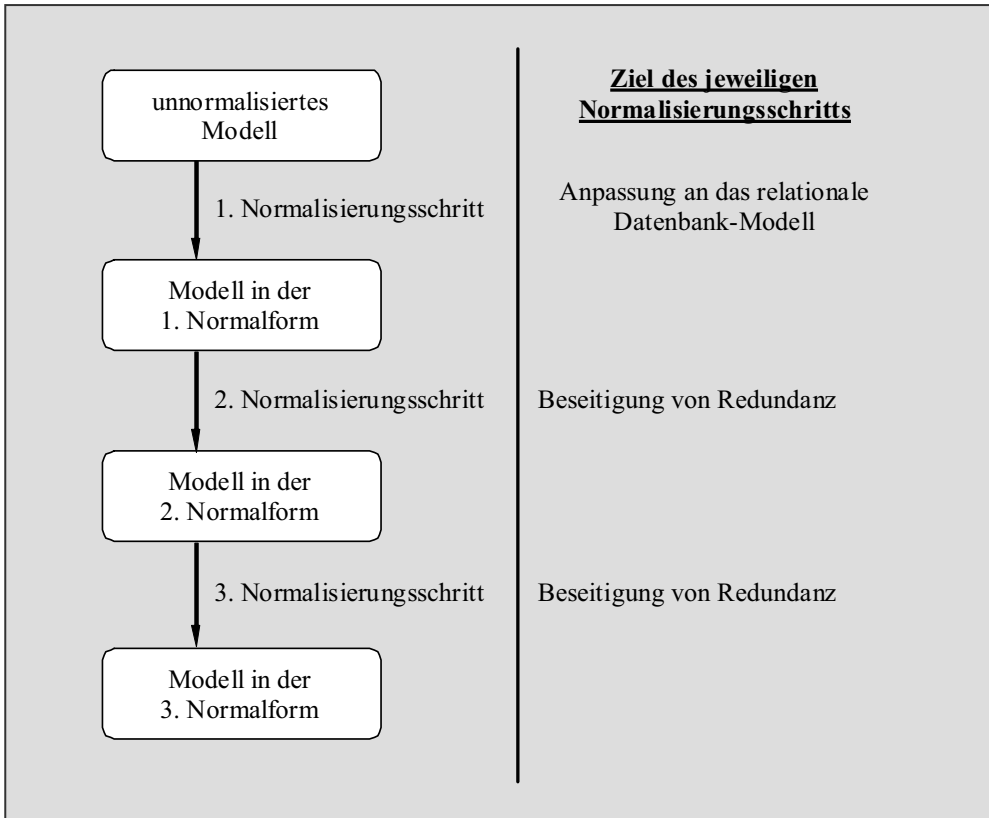 unnormalisiertes
Modell
Ziel des jeweiligen
Normalisierungsschritts
1. Normalisierungsschritt
Anpassung an das relationale
Datenbank-Modell
Modell in der
1. Normalform
2. Normalisierungsschritt
Beseitigung von Redundanz
Modell in der
2. Normalform
3. Normalisierungsschritt
Beseitigung von Redundanz
Modell in der
3. Normalform